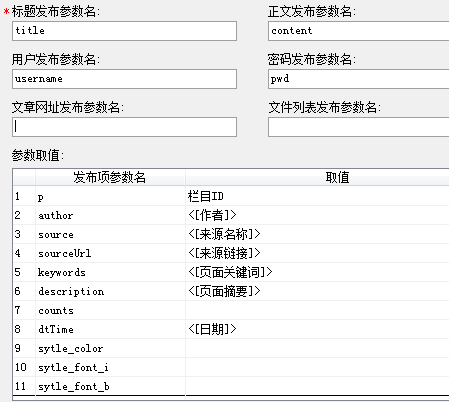 *标题发布参数名: 正文发布参数名:
title content
用户发布参数名: 密码发布参数名:
username pwd
文章网址发布参数名: 文件列表发布参数名:
参数取值:
发布项参数名 取值
1 p 栏目ID
2 author <[作者]>
3 source <[来源名称]>
4 sourceUrl <[来源链接]>
5 keywords <[页面关键词]>
6 description <[页面摘要]>
7 counts
8 dtTime <[日期]>
9 sytle_color
10 sytle_font_i
11 sytle_font_b